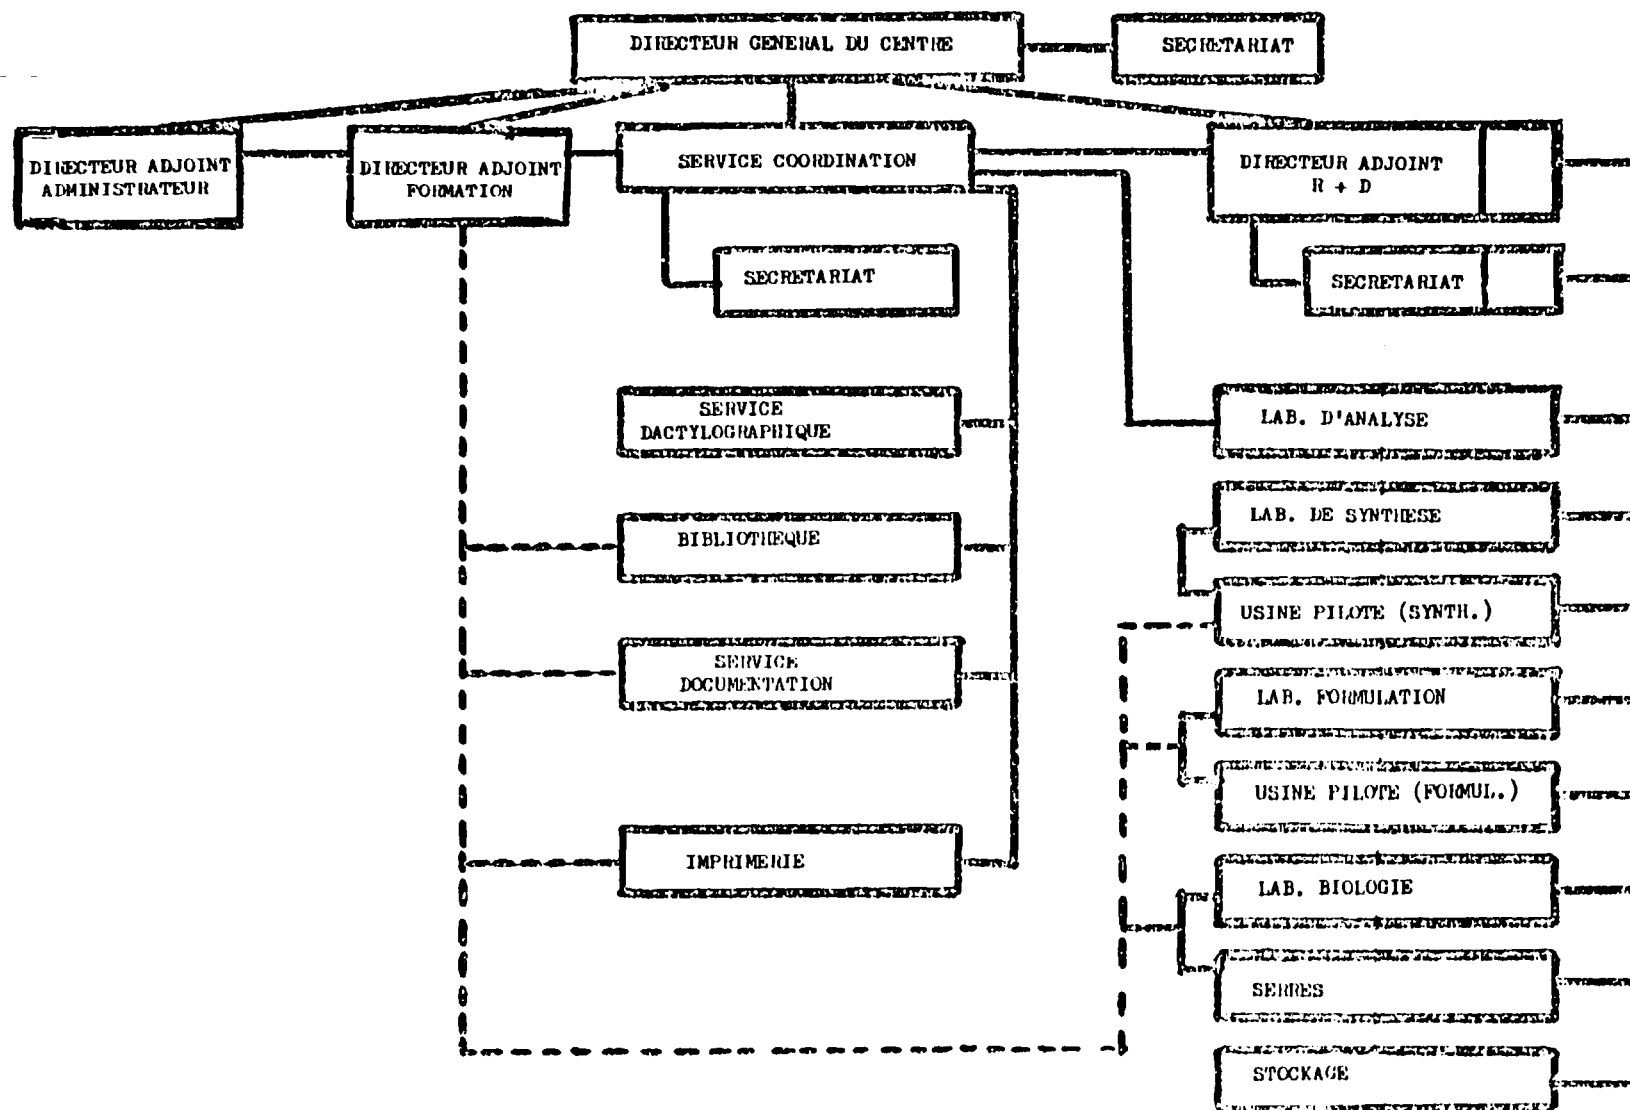 DIRECTEUR GENERAL DU CENTRE
SECRETARIAT
DIRECTEUR ADJOINT
ADMINISTRATEUR
DIRECTEUR ADJOINT
FORMATION
SERVICE COORDINATION
DIRECTEUR ADJOINT
R + D
SECRETARIAT
SECRETARIAT
SERVICE
DACTYLOGRAPHIQUE
LAB. D'ANALYSE
BIBLIOTHEQUE
LAB. DE SYNTHESE
USINE PILOTE (SYNTH.)
SERVICE
DOCUMENTATION
LAB. FORMULATION
USINE PILOTE (FORMUL.)
IMPRIMERIE
LAB. BIOLOGIE
SERRES
STOCKAGE